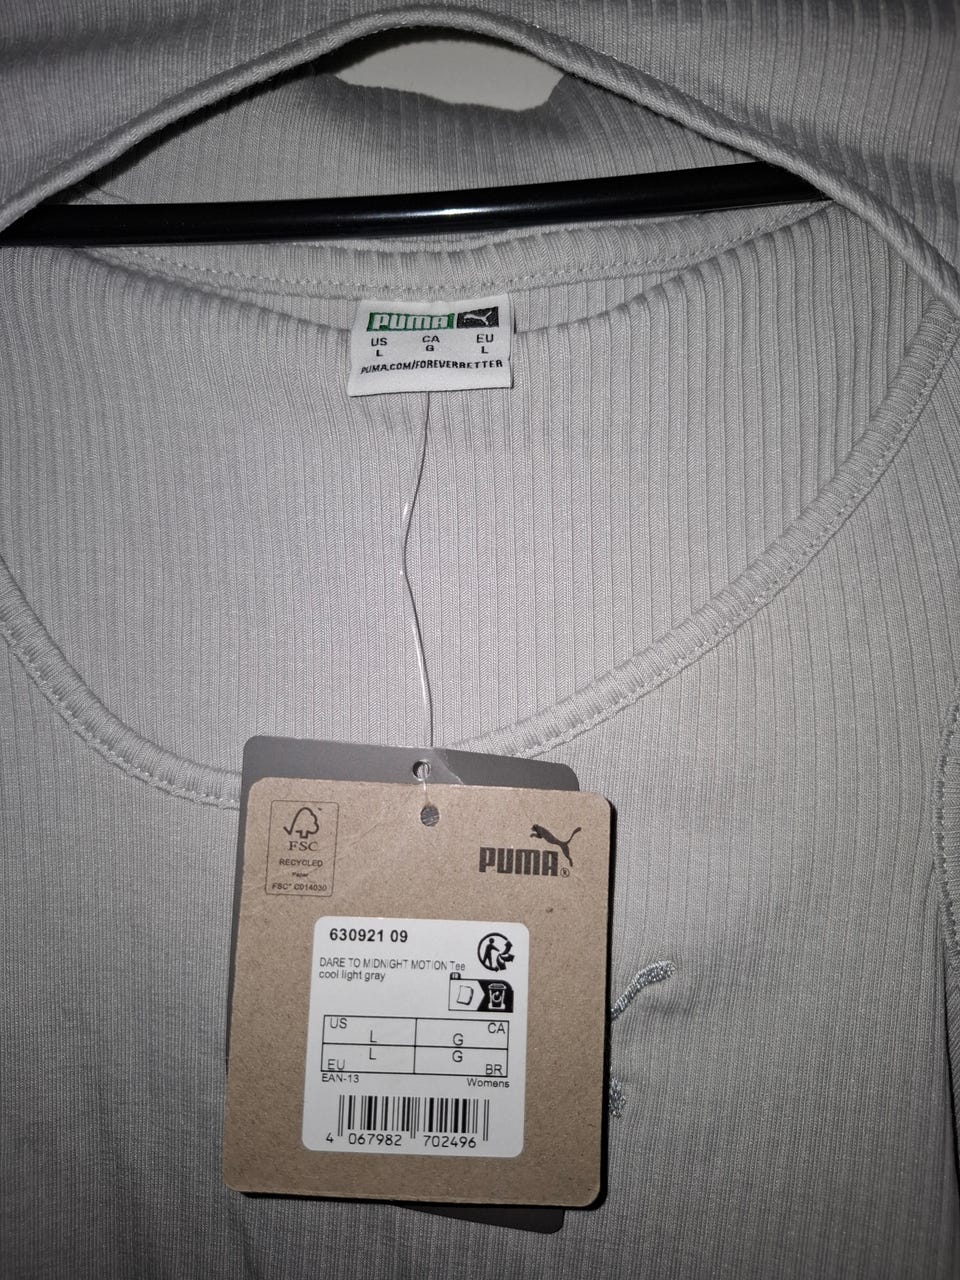 PUMA
US CA EU
L G L
PUMA.COM/FOREVERBETTER
FSC
RECYCLED
Paper
FSC® C014030
PUMA®
630921 09
DARE TO MIDNIGHT MOTION Tee
cool light gray
FR
US L G CA
EU L G BR
EAN-13 Womens
4 067982 702496